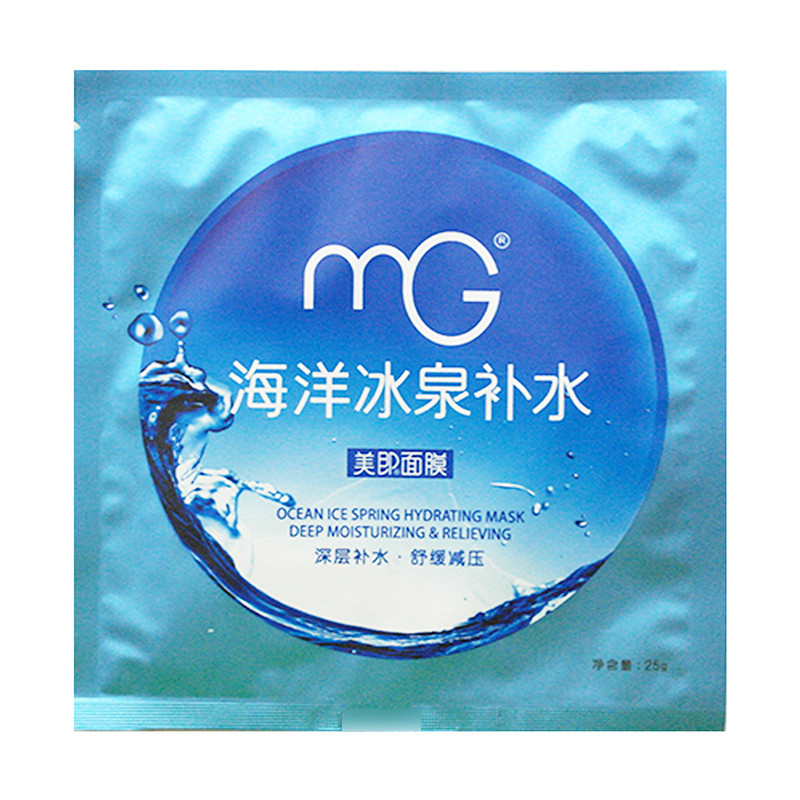 mG®
海洋冰泉补水
美即面膜
OCEAN ICE SPRING HYDRATING MASK
DEEP MOISTURIZING & RELIEVING
深层补水·舒缓减压
净含量：25g